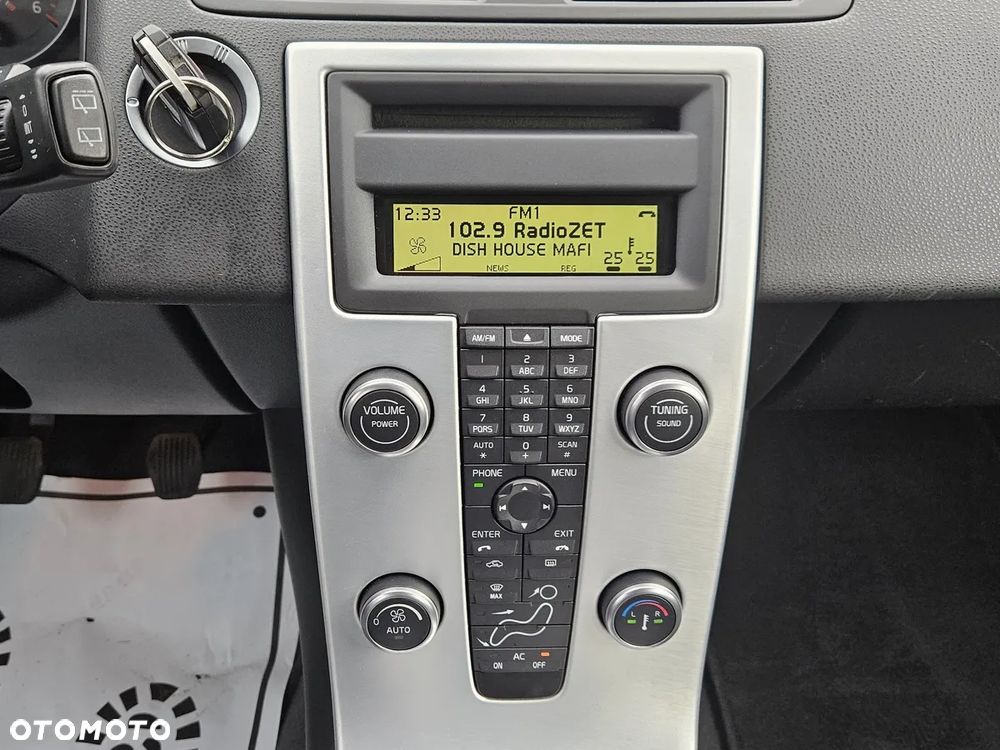 6
12:33 FM1
102.9 RadioZET
DISH HOUSE MAFI
25 25
NEWS REG
AM/FM MODE
1 2 ABC 3 DEF
4 GHI 5 JKL 6 MNO
7 PQRS 8 TUV 9 WXYZ
AUTO * 0 + SCAN #
VOLUME
POWER
TUNING
SOUND
PHONE MENU
ENTER EXIT
MAX
0 AUTO
L R
AC
ON OFF
OTOMOTO